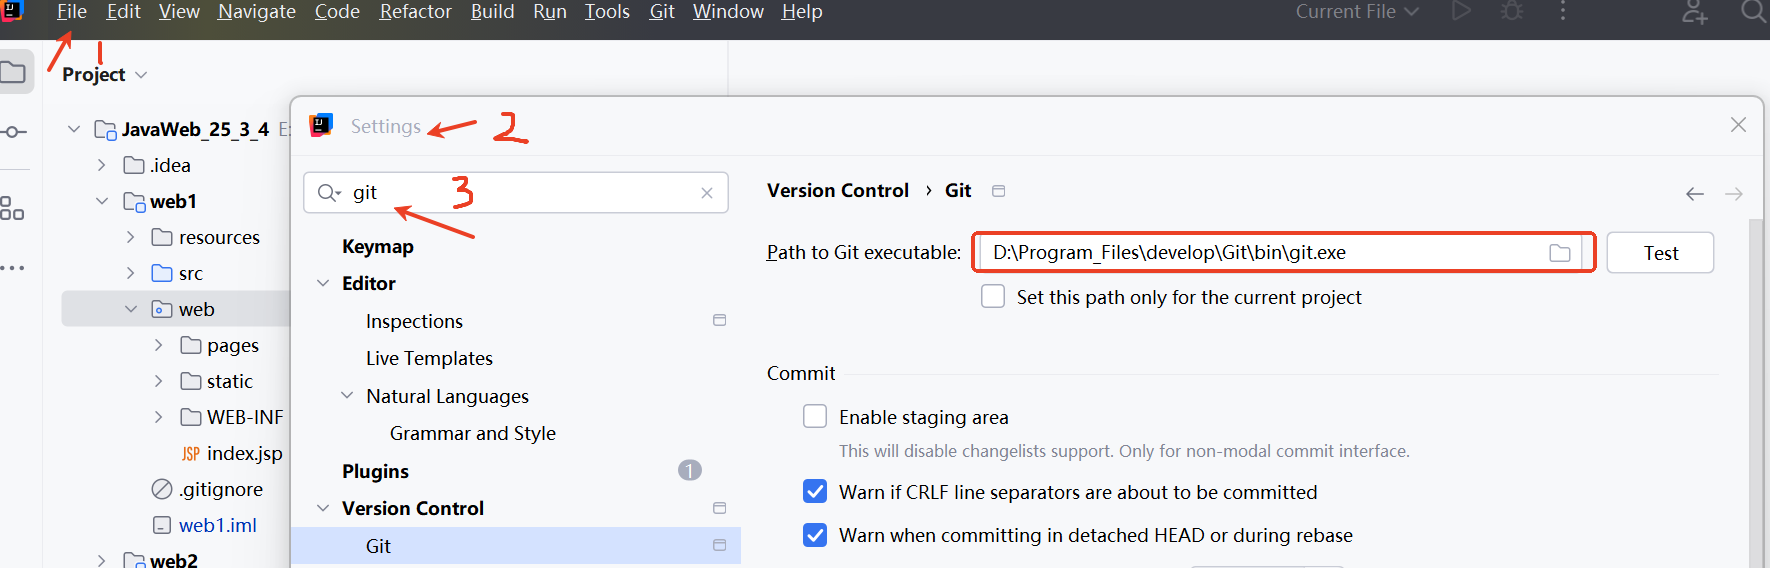 File Edit View Navigate Code Refactor Build Run Tools Git Window Help Current File
1
Project
JavaWeb_25_3_4 E:
.idea
web1
resources
src
web
pages
static
WEB-INF
index.jsp
.gitignore
web1.iml
web2
Settings 2
git 3
Keymap
Editor
Inspections
Live Templates
Natural Languages
Grammar and Style
Plugins 1
Version Control
Git
Version Control › Git
Path to Git executable: D:\Program_Files\develop\Git\bin\git.exe Test
Set this path only for the current project
Commit
Enable staging area
This will disable changelists support. Only for non-modal commit interface.
Warn if CRLF line separators are about to be committed
Warn when committing in detached HEAD or during rebase